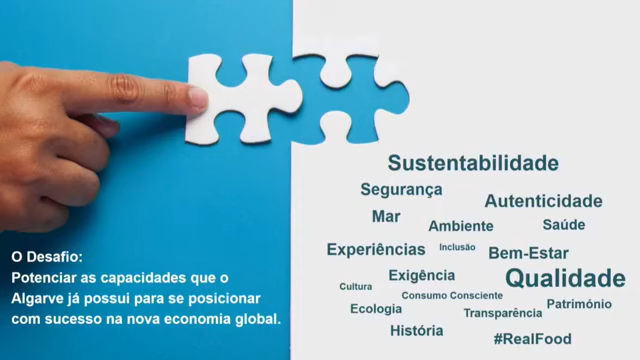 O Desafio:
Potenciar as capacidades que o
Algarve já possui para se posicionar
com sucesso na nova economia global.
Sustentabilidade
Segurança
Autenticidade
Mar
Ambiente
Saúde
Experiências
Inclusão
Bem-Estar
Exigência
Qualidade
Cultura
Consumo Consciente
Património
Ecologia
Transparência
História
#RealFood